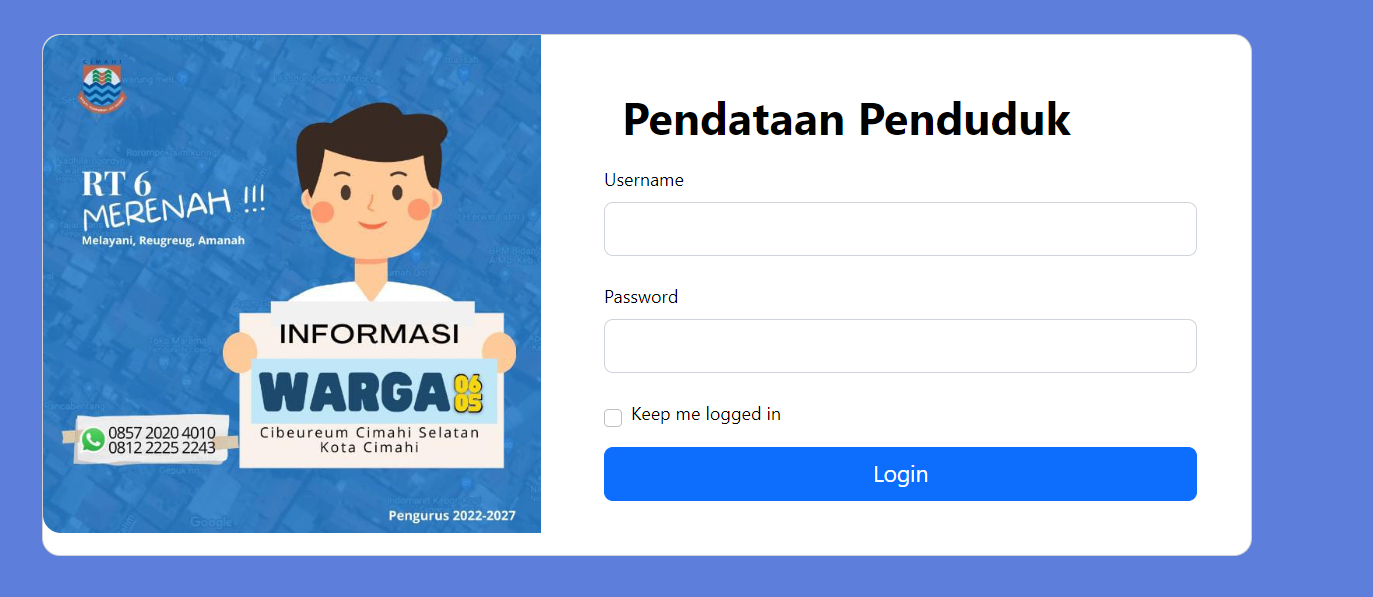 CIMAHI
RT 6
MERENAH !!!
Melayani, Reugreug, Amanah
INFORMASI
WARGA 06
05
Cibeureum Cimahi Selatan
Kota Cimahi
0857 2020 4010
0812 2225 2243
Pengurus 2022-2027
Google
Pendataan Penduduk
Username
Password
Keep me logged in
Login